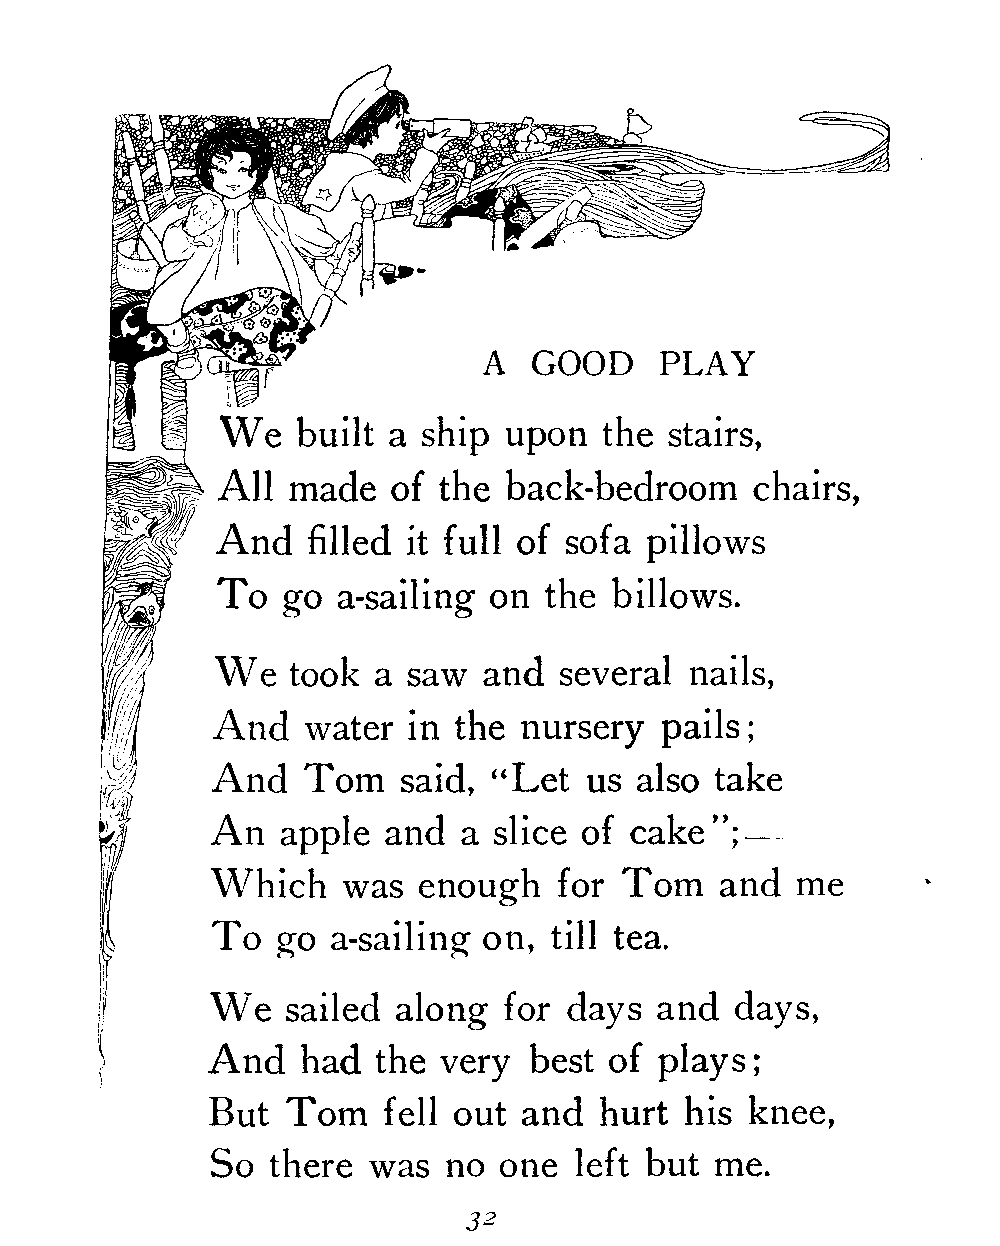 A GOOD PLAY
We built a ship upon the stairs,
All made of the back-bedroom chairs,
And filled it full of sofa pillows
To go a-sailing on the billows.
We took a saw and several nails,
And water in the nursery pails;
And Tom said, “Let us also take
An apple and a slice of cake”;—
Which was enough for Tom and me
To go a-sailing on, till tea.
We sailed along for days and days,
And had the very best of plays;
But Tom fell out and hurt his knee,
So there was no one left but me.
32